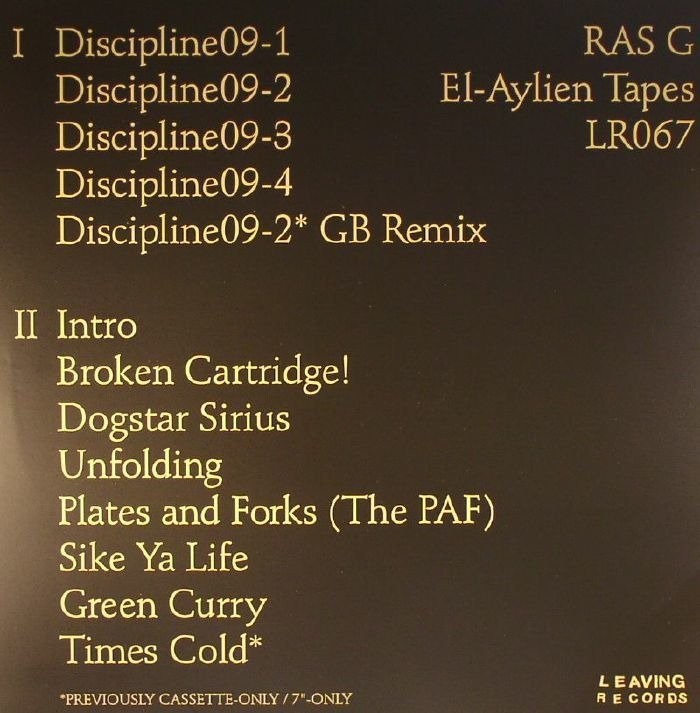 I Discipline09-1
Discipline09-2
Discipline09-3
Discipline09-4
Discipline09-2* GB Remix
RAS G
El-Aylien Tapes
LR067
II Intro
Broken Cartridge!
Dogstar Sirius
Unfolding
Plates and Forks (The PAF)
Sike Ya Life
Green Curry
Times Cold*
*PREVIOUSLY CASSETTE-ONLY / 7"-ONLY
LEAVING
RECORDS